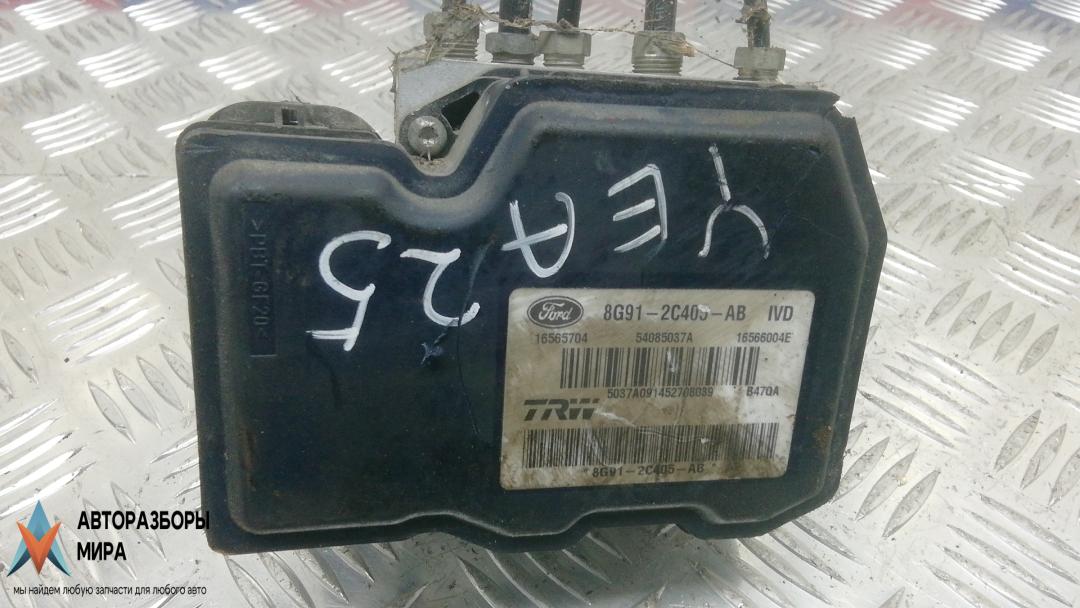 YEA
25
>PBT-GF20<
Ford 8G91-2C405-AB IVD
16565704 54085037A 16566004E
5037A091452708089 B47QA
TRW
*8G91-2C405-AB*
АВТОРАЗБОРЫ
МИРА
мы найдем любую запчасти для любого авто